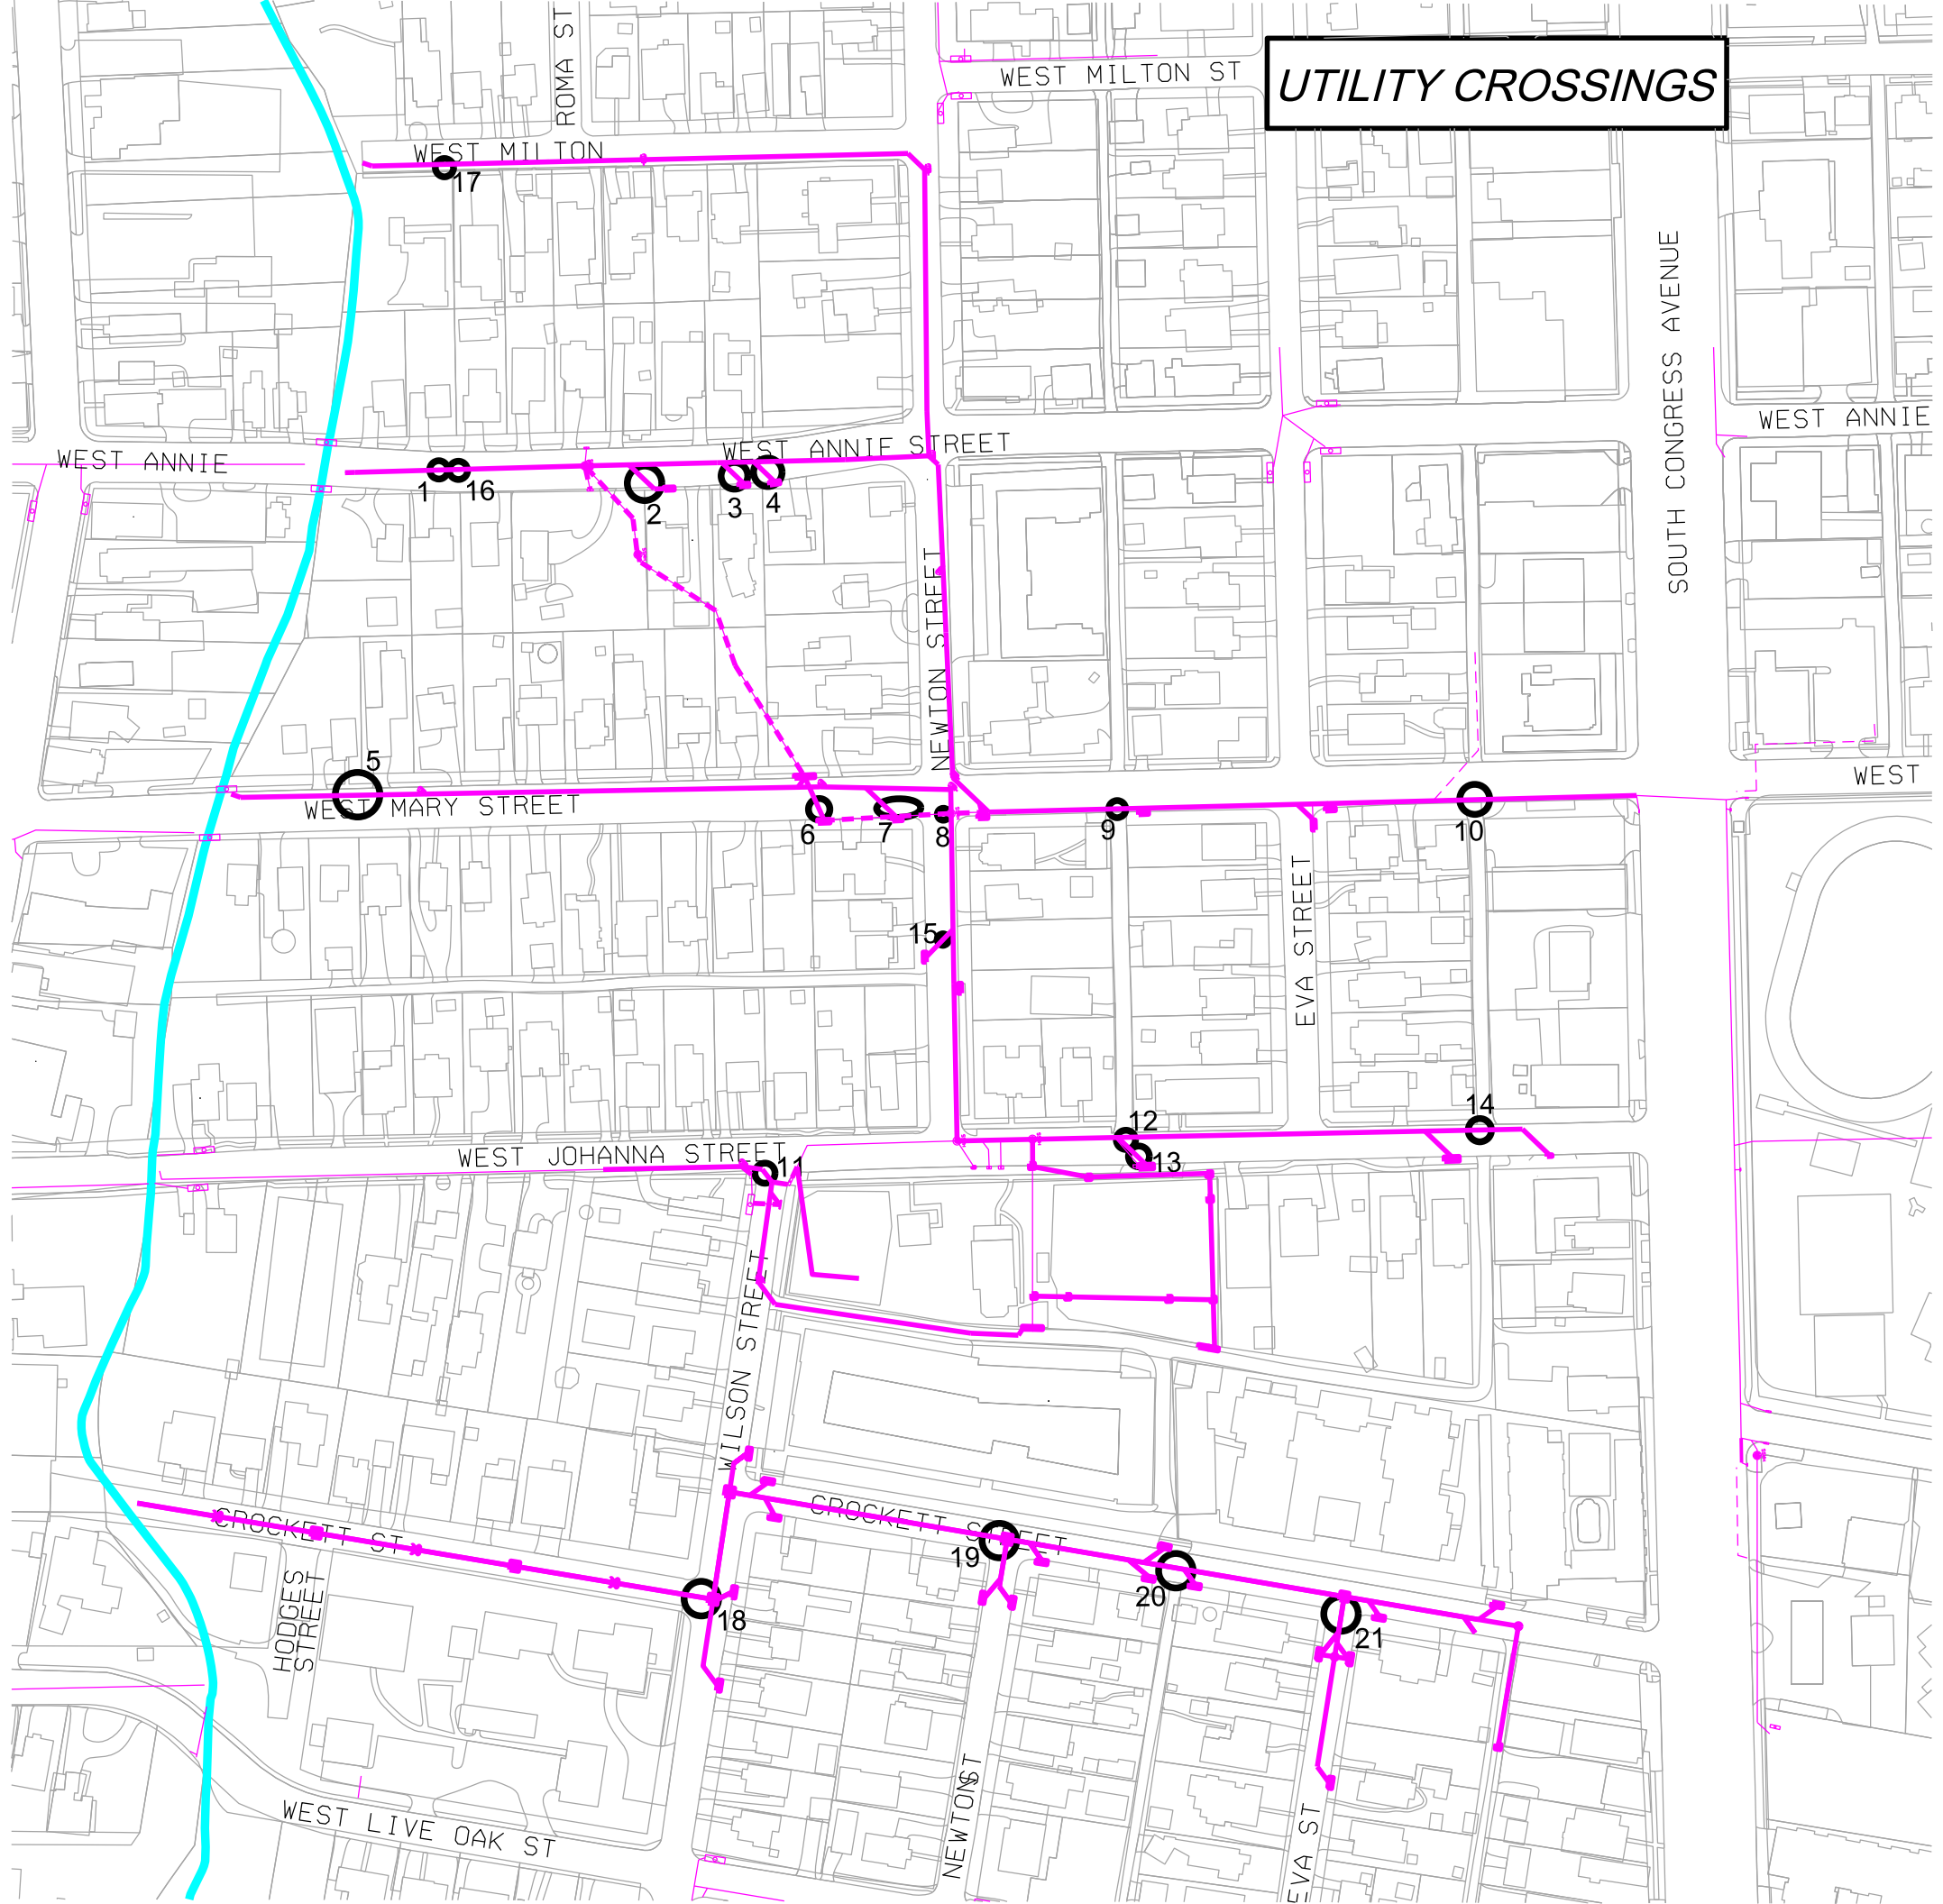 ROMA ST
WEST MILTON ST
UTILITY CROSSINGS
WEST MILTON
17
SOUTH CONGRESS AVENUE
WEST ANNIE
WEST ANNIE STREET
WEST ANNIE
1
16
2
3
4
NEWTON STREET
5
WEST
WEST MARY STREET
6
7
8
9
10
EVA STREET
15
14
12
13
WEST JOHANNA STREET
11
WILSON STREET
CROCKETT ST
CROCKETT STREET
19
20
HODGES
STREET
18
21
NEWTON ST
EVA ST
WEST LIVE OAK ST